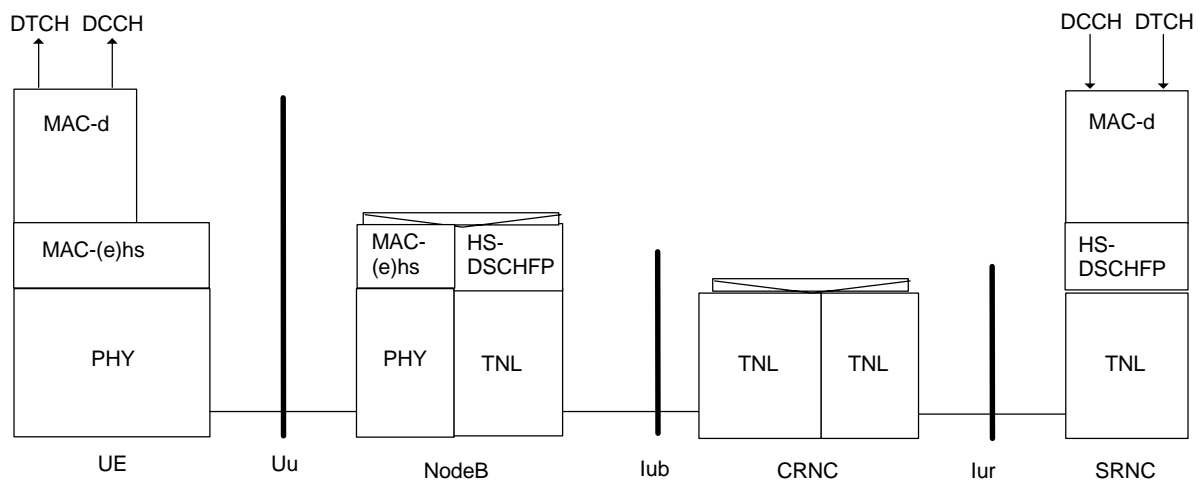 DTCH DCCH
DCCH DTCH
MAC-d
MAC-d
MAC-(e)hs
MAC-
(e)hs
HS-
DSCHFP
HS-
DSCHFP
PHY
PHY
TNL
TNL
TNL
TNL
UE
Uu
NodeB
Iub
CRNC
Iur
SRNC